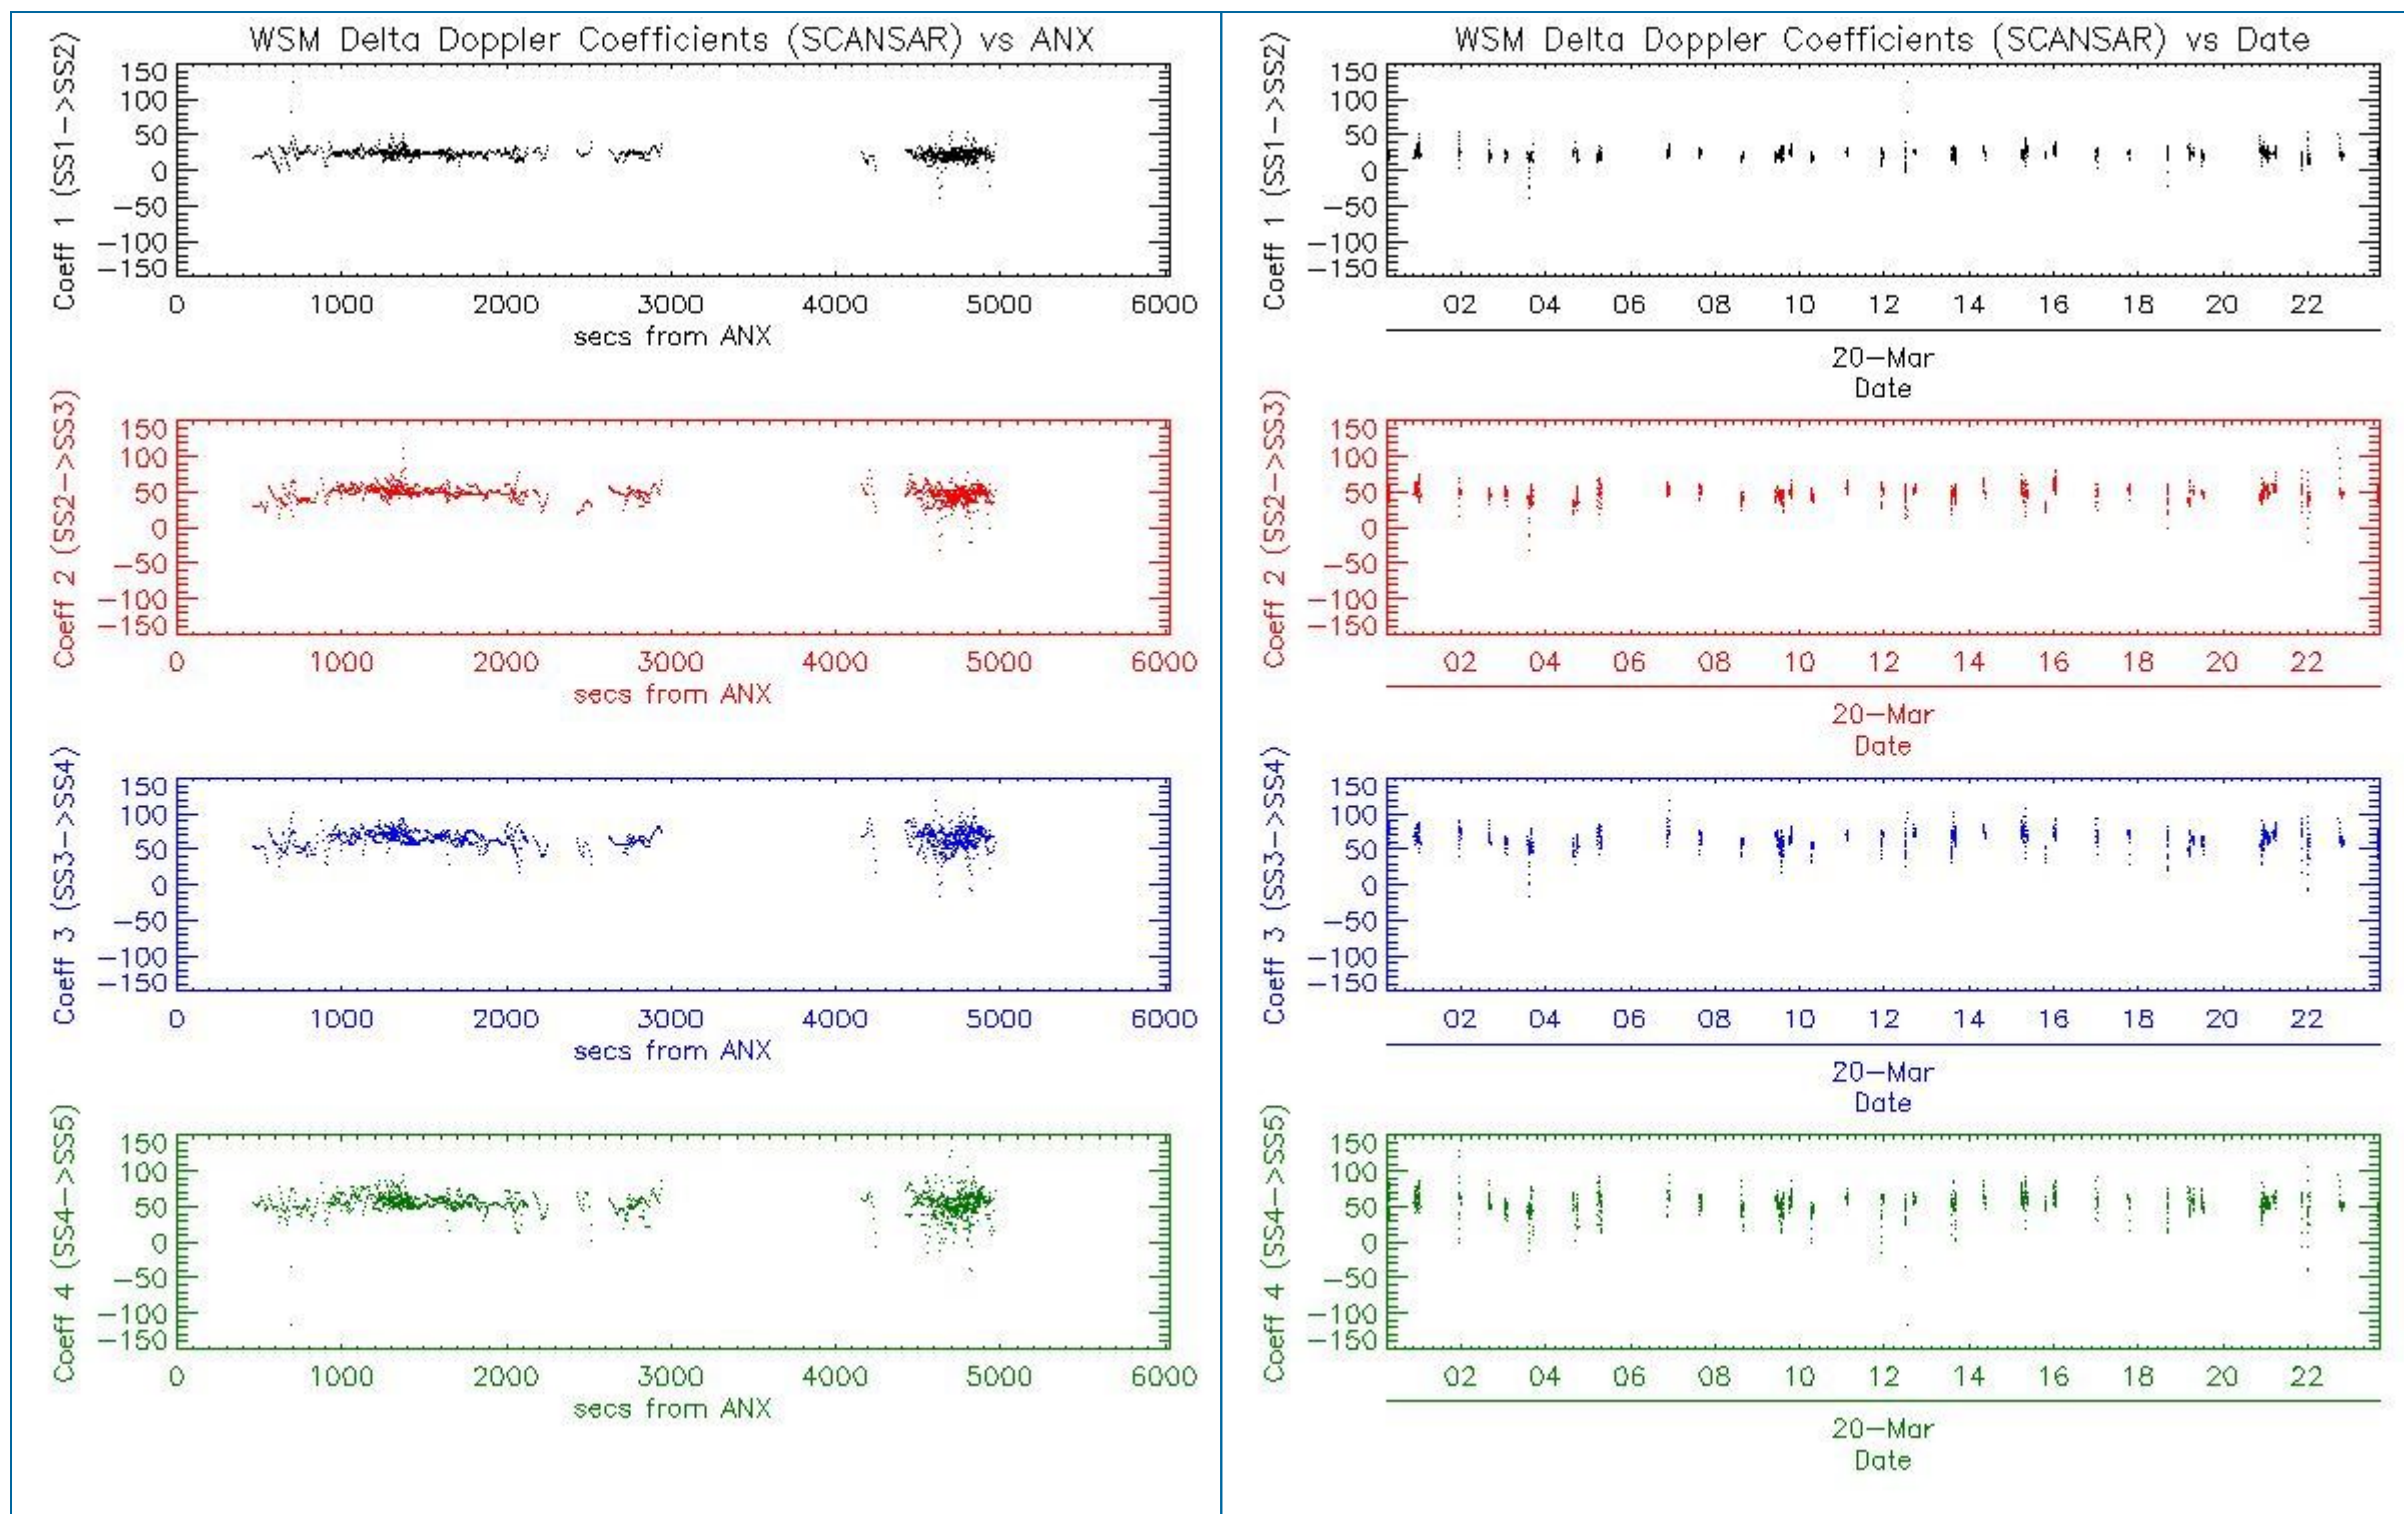 WSM Delta Doppler Coefficients (SCANSAR) vs ANX
Coeff 1 (SS1->SS2)
150
100
50
0
-50
-100
-150
0 1000 2000 3000 4000 5000 6000
secs from ANX
Coeff 2 (SS2->SS3)
150
100
50
0
-50
-100
-150
0 1000 2000 3000 4000 5000 6000
secs from ANX
Coeff 3 (SS3->SS4)
150
100
50
0
-50
-100
-150
0 1000 2000 3000 4000 5000 6000
secs from ANX
Coeff 4 (SS4->SS5)
150
100
50
0
-50
-100
-150
0 1000 2000 3000 4000 5000 6000
secs from ANX
WSM Delta Doppler Coefficients (SCANSAR) vs Date
Coeff 1 (SS1->SS2)
150
100
50
0
-50
-100
-150
02 04 06 08 10 12 14 16 18 20 22
20-Mar
Date
Coeff 2 (SS2->SS3)
150
100
50
0
-50
-100
-150
02 04 06 08 10 12 14 16 18 20 22
20-Mar
Date
Coeff 3 (SS3->SS4)
150
100
50
0
-50
-100
-150
02 04 06 08 10 12 14 16 18 20 22
20-Mar
Date
Coeff 4 (SS4->SS5)
150
100
50
0
-50
-100
-150
02 04 06 08 10 12 14 16 18 20 22
20-Mar
Date